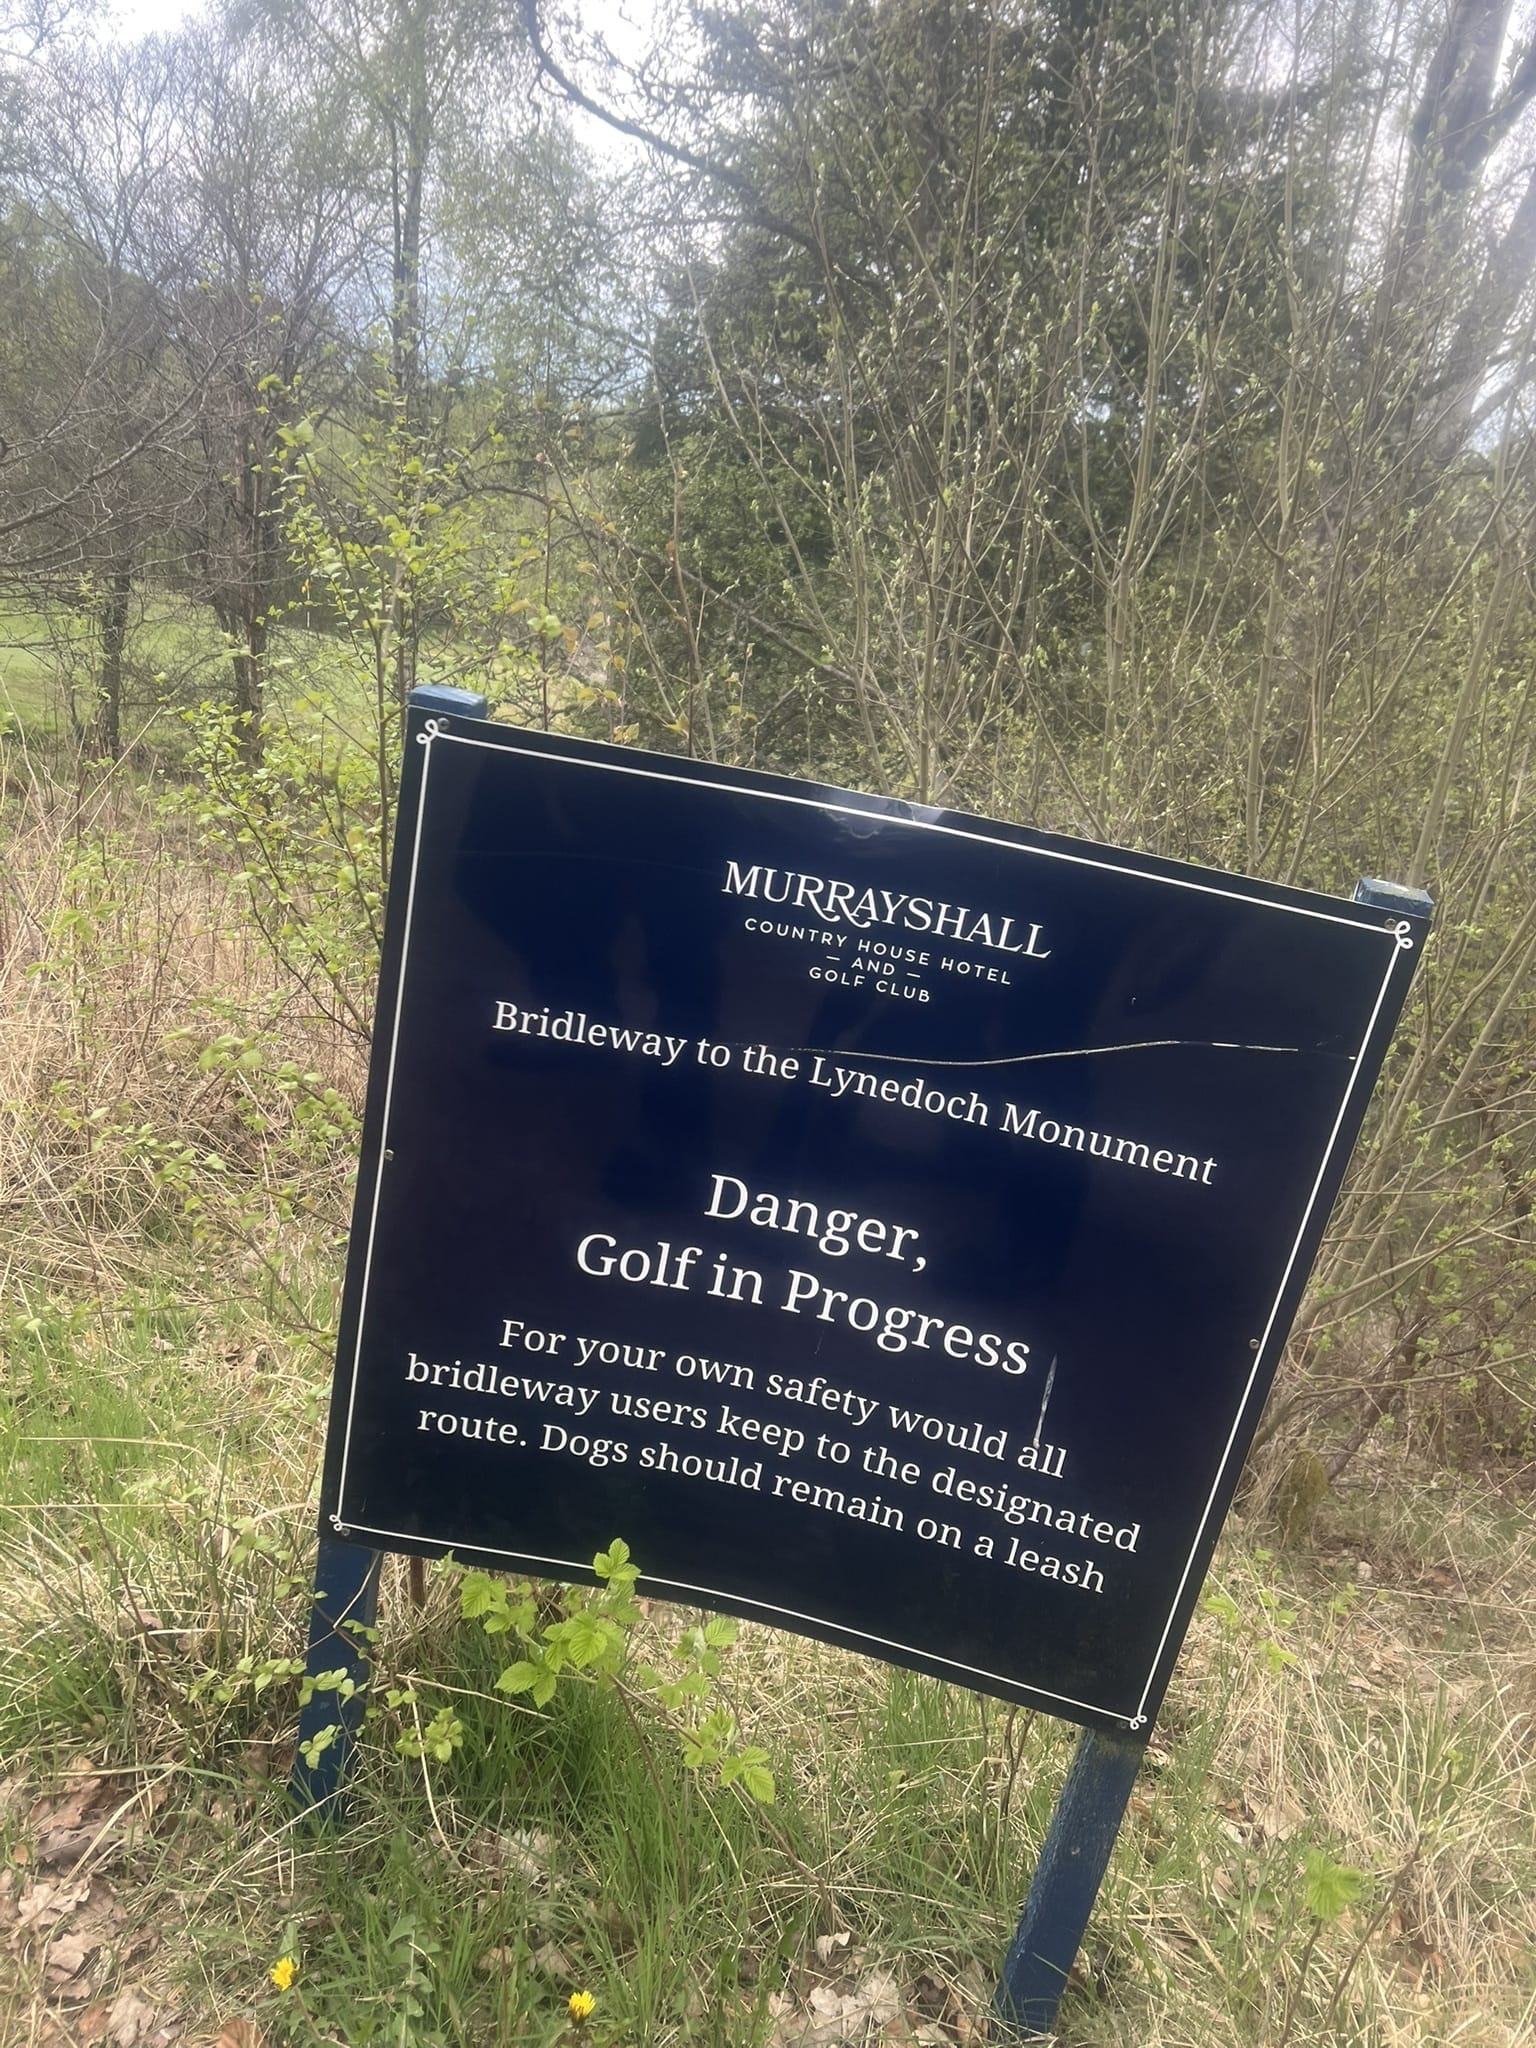 MURRAYSHALL
COUNTRY HOUSE HOTEL
— AND —
GOLF CLUB
Bridleway to the Lynedoch Monument
Danger,
Golf in Progress
For your own safety would all
bridleway users keep to the designated
route. Dogs should remain on a leash